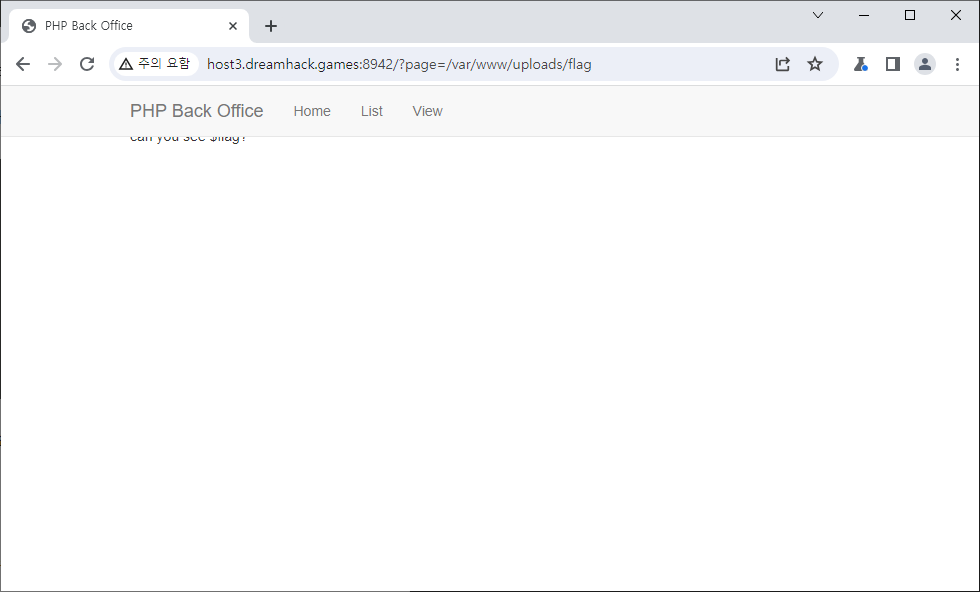 PHP Back Office
주의 요함 host3.dreamhack.games:8942/?page=/var/www/uploads/flag
PHP Back Office Home List View
can you see $flag?